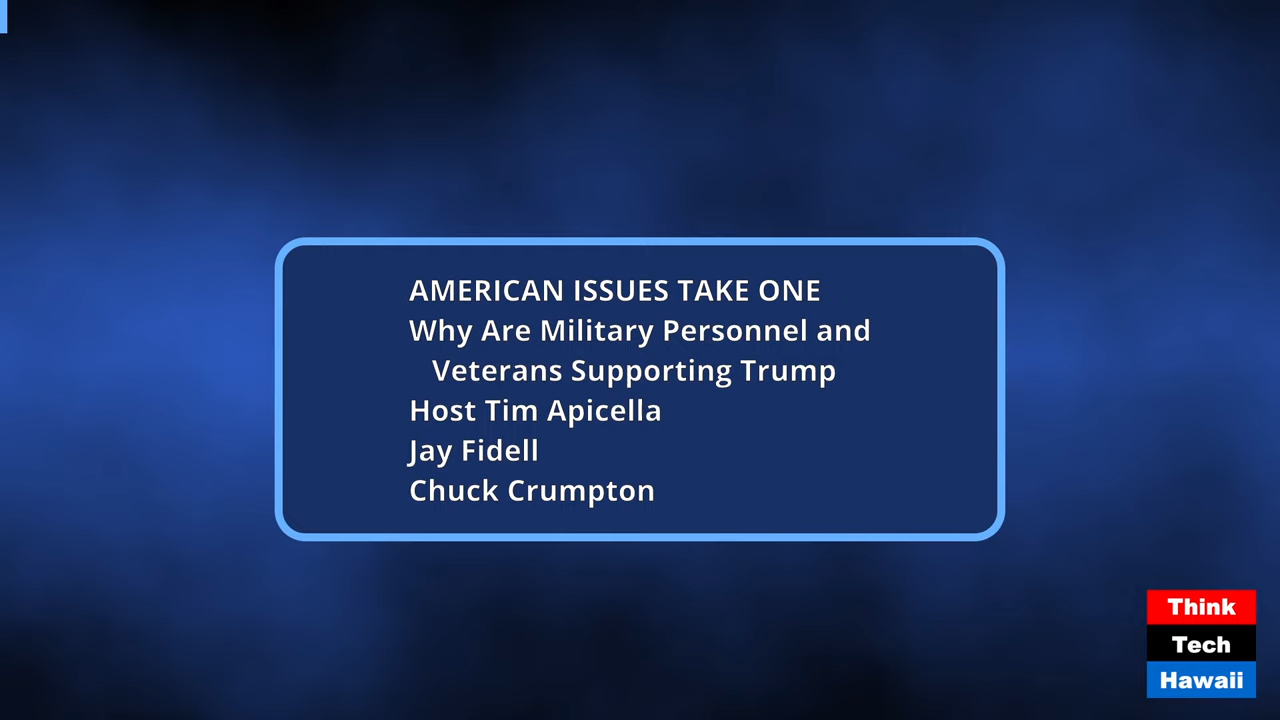 AMERICAN ISSUES TAKE ONE
Why Are Military Personnel and
Veterans Supporting Trump
Host Tim Apicella
Jay Fidell
Chuck Crumpton
Think
Tech
Hawaii